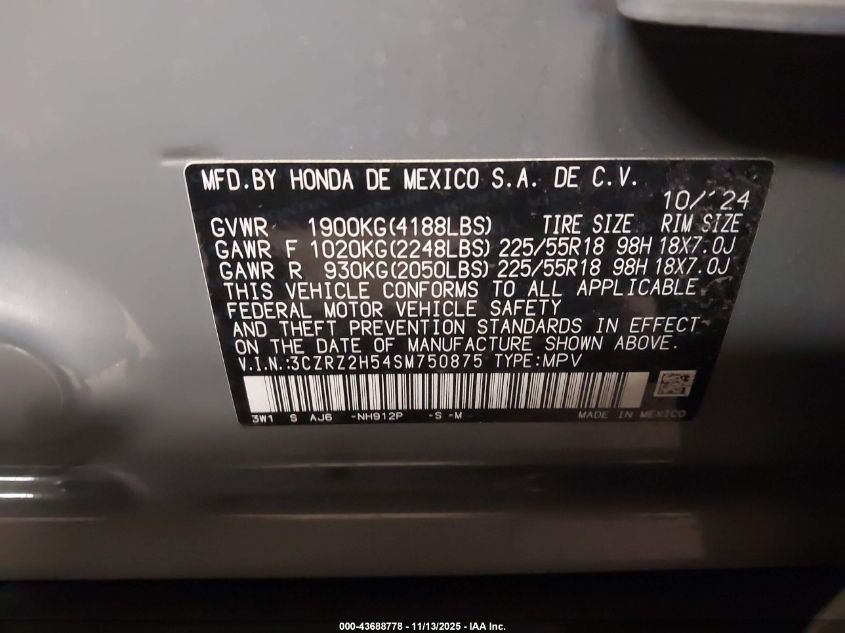 MFD.BY HONDA DE MEXICO S.A. DE C.V.
10/'24
GVWR 1900KG(4188LBS) TIRE SIZE RIM SIZE
GAWR F 1020KG(2248LBS) 225/55R18 98H 18X7.0J
GAWR R 930KG(2050LBS) 225/55R18 98H 18X7.0J
THIS VEHICLE CONFORMS TO ALL APPLICABLE
FEDERAL MOTOR VEHICLE SAFETY
AND THEFT PREVENTION STANDARDS IN EFFECT
ON THE DATE OF MANUFACTURE SHOWN ABOVE.
V.I.N.:3CZRZ2H54SM750875 TYPE:MPV
3W1 S AJ6 -NH912P -S -M MADE IN MEXICO
000-43688778 - 11/13/2025 - IAA Inc.